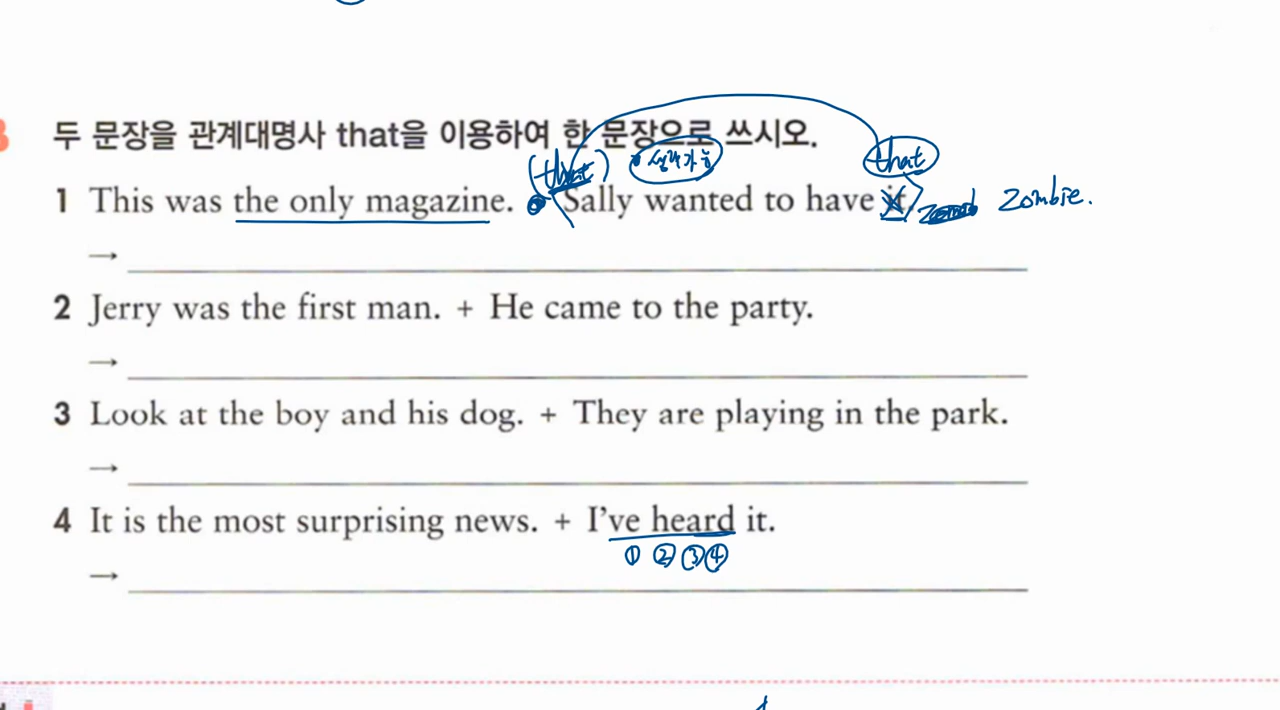 두 문장을 관계대명사 that을 이용하여 한 문장으로 쓰시오.
(that) 생략가능 that
1 This was the only magazine. Sally wanted to have it. Zombie.
→
2 Jerry was the first man. + He came to the party.
→
3 Look at the boy and his dog. + They are playing in the park.
→
4 It is the most surprising news. + I've heard it.
① ② ③ ④
→